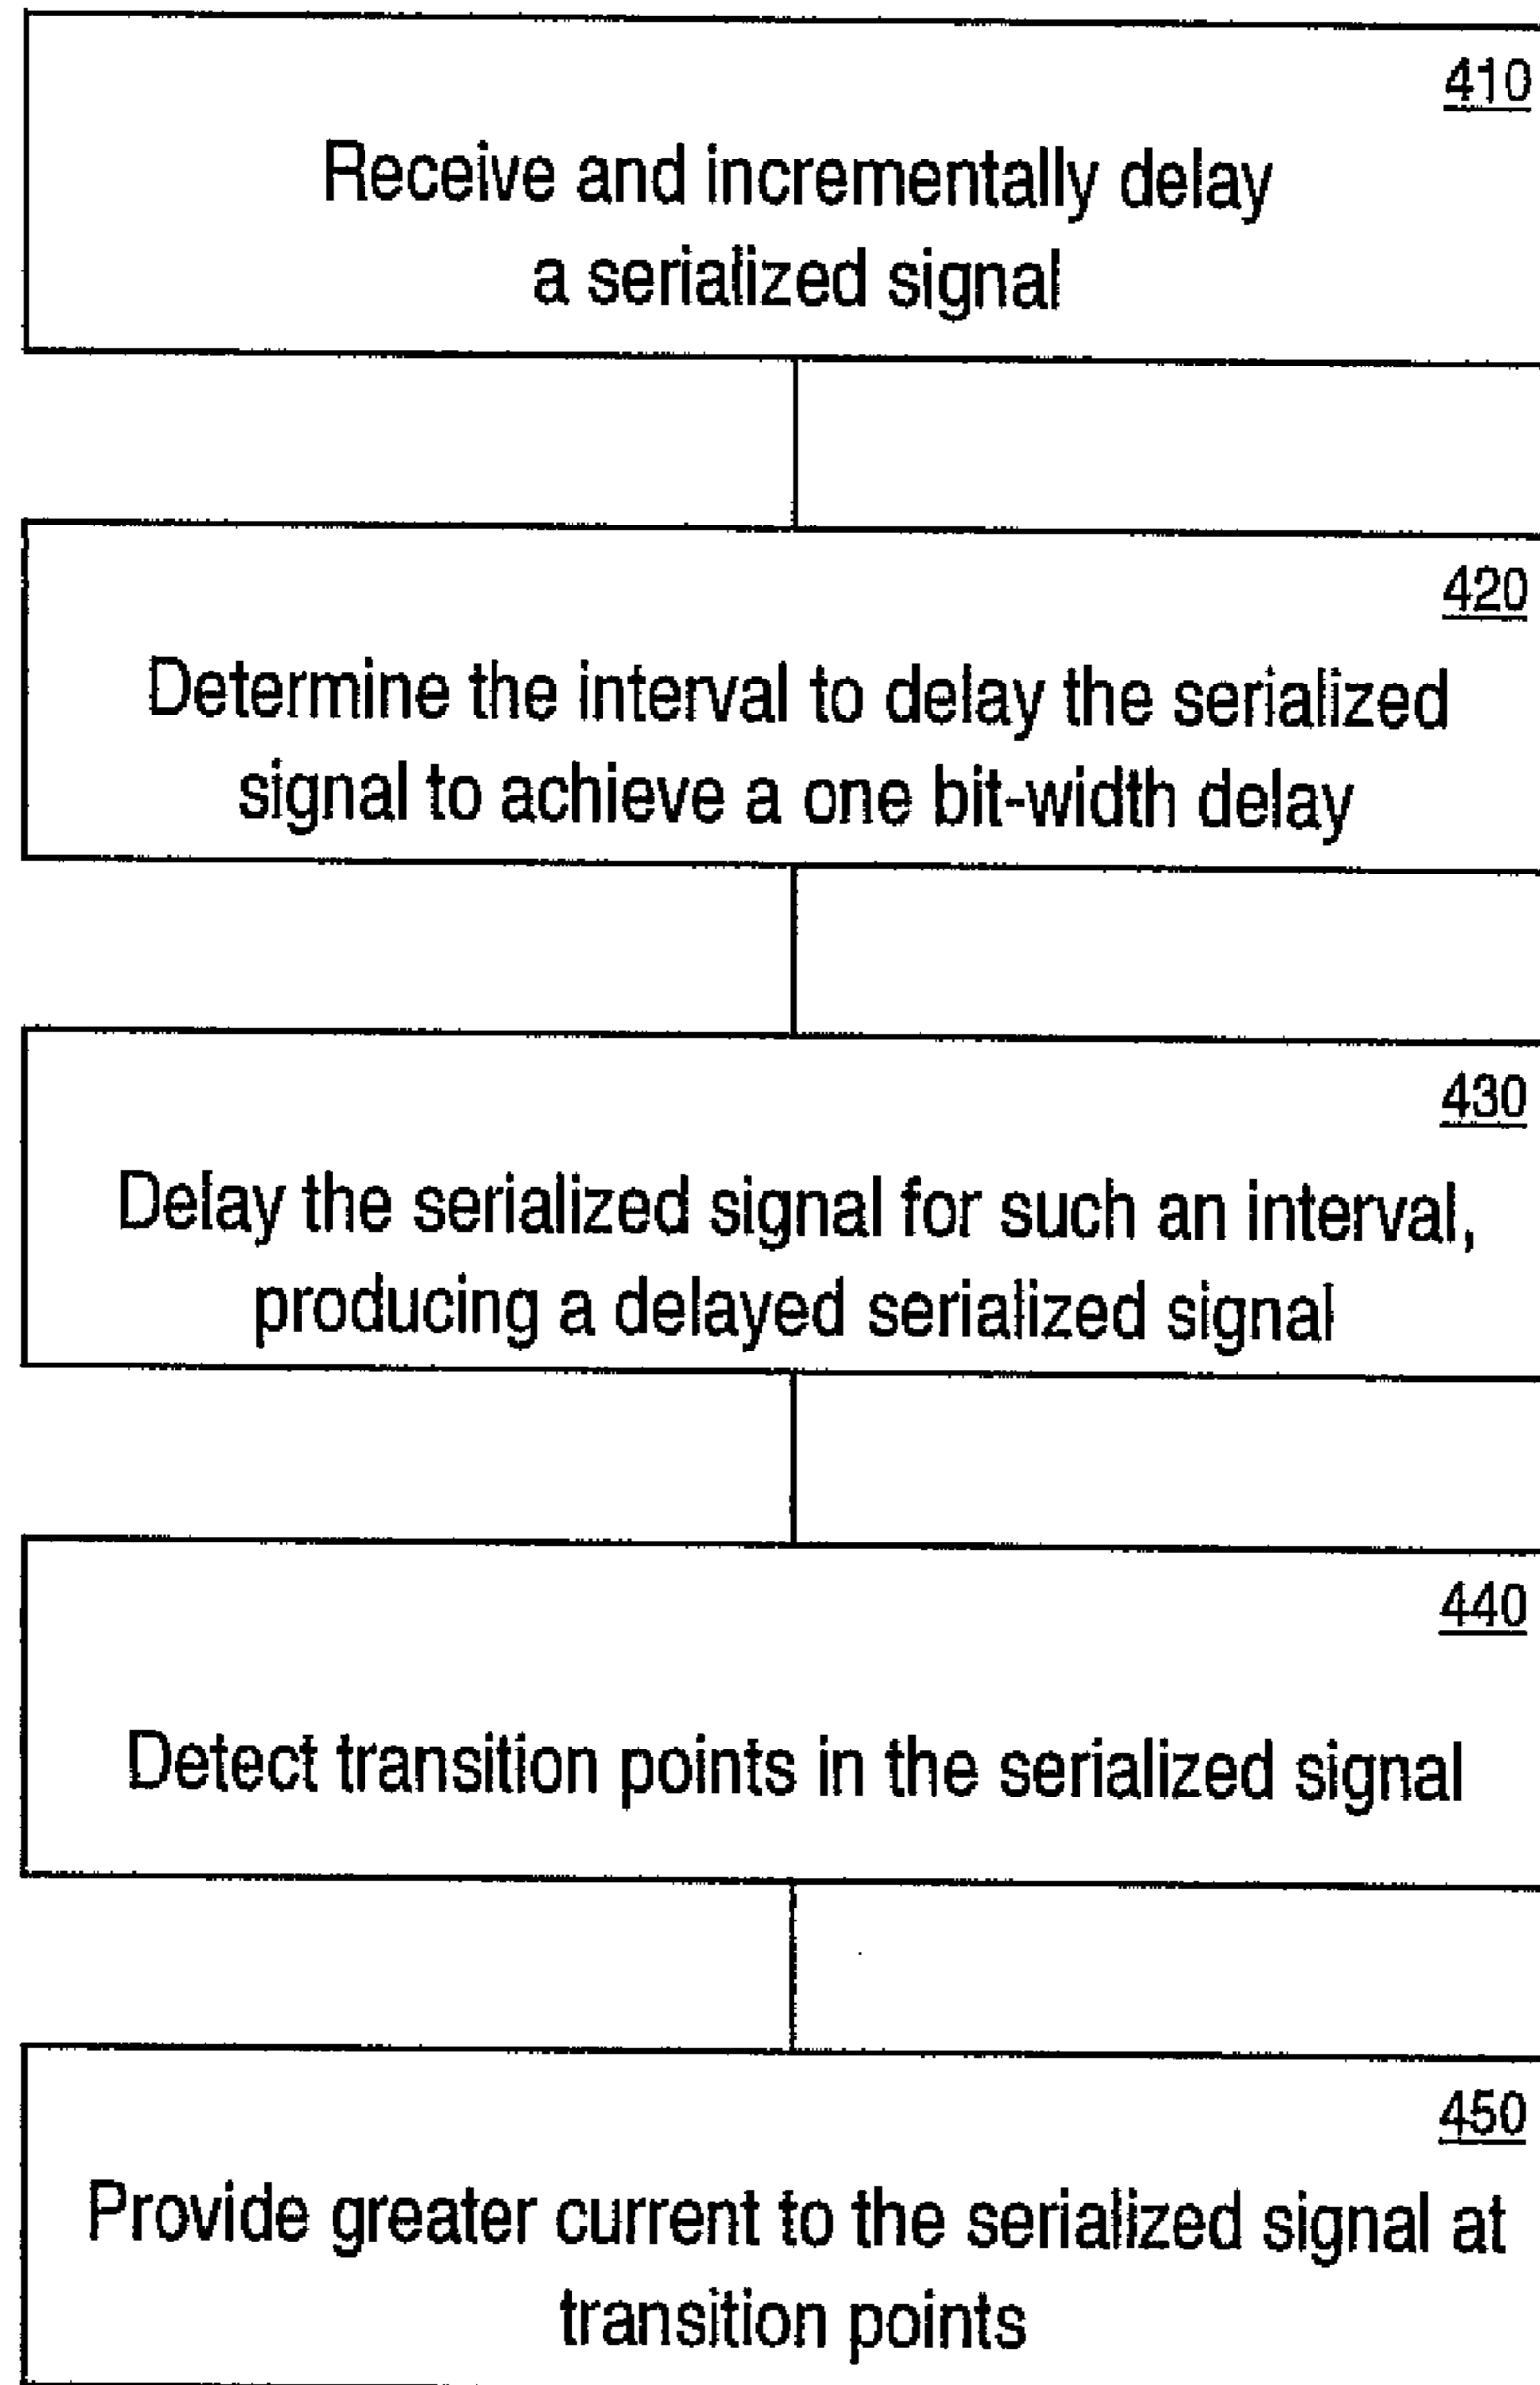 410
Receive and incrementally delay
a serialized signal
420
Determine the interval to delay the serialized
signal to achieve a one bit-width delay
430
Delay the serialized signal for such an interval,
producing a delayed serialized signal
440
Detect transition points in the serialized signal
450
Provide greater current to the serialized signal at
transition points